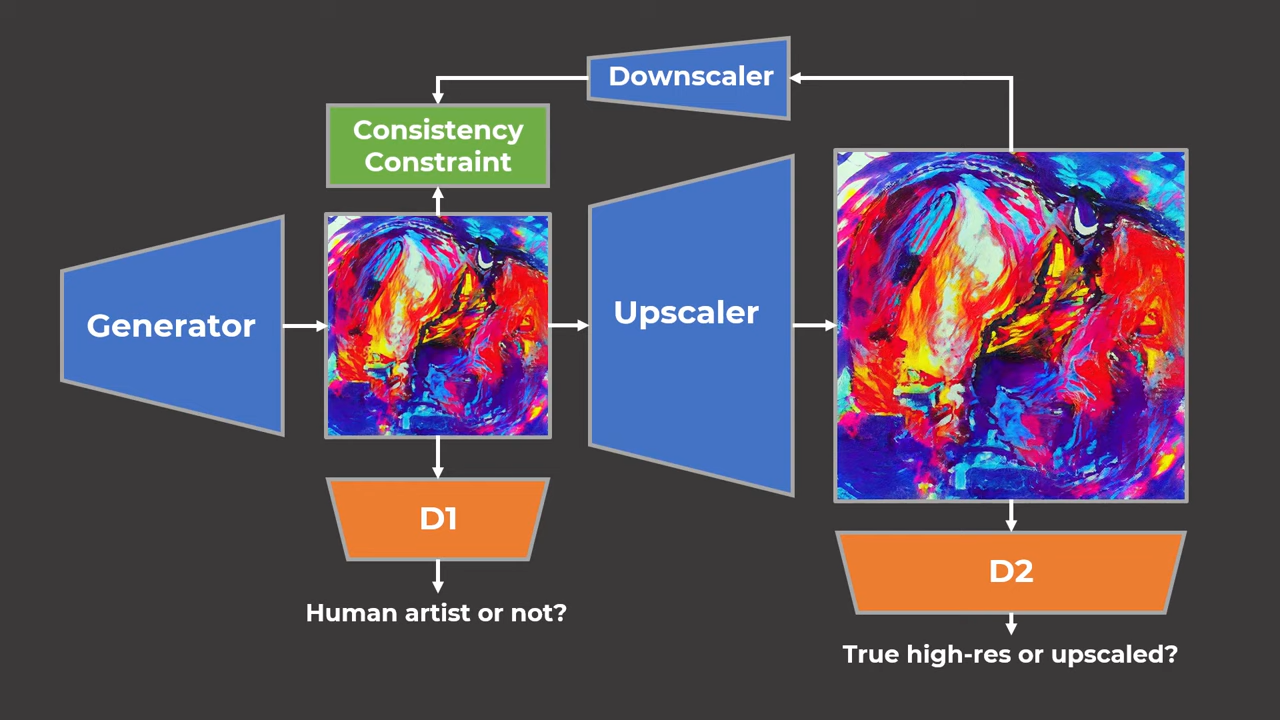 Downscaler
Consistency
Constraint
Generator
Upscaler
D1
D2
Human artist or not?
True high-res or upscaled?